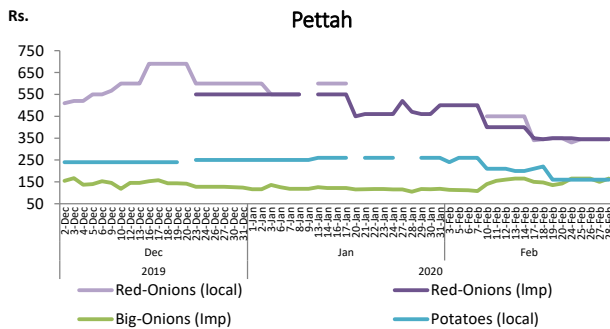 Rs.
Pettah
750
650
550
450
350
250
150
50
2-Dec
3-Dec
4-Dec
5-Dec
6-Dec
9-Dec
10-Dec
12-Dec
13-Dec
16-Dec
17-Dec
18-Dec
19-Dec
20-Dec
23-Dec
24-Dec
27-Dec
30-Dec
31-Dec
1-Jan
2-Jan
3-Jan
6-Jan
7-Jan
8-Jan
9-Jan
13-Jan
14-Jan
16-Jan
17-Jan
20-Jan
21-Jan
22-Jan
23-Jan
24-Jan
27-Jan
28-Jan
29-Jan
30-Jan
31-Jan
3-Feb
5-Feb
6-Feb
7-Feb
10-Feb
11-Feb
12-Feb
13-Feb
14-Feb
17-Feb
18-Feb
19-Feb
20-Feb
24-Feb
25-Feb
26-Feb
27-Feb
28-Feb
Dec
Jan
Feb
2019
2020
Red-Onions (local)
Red-Onions (Imp)
Big-Onions (Imp)
Potatoes (local)